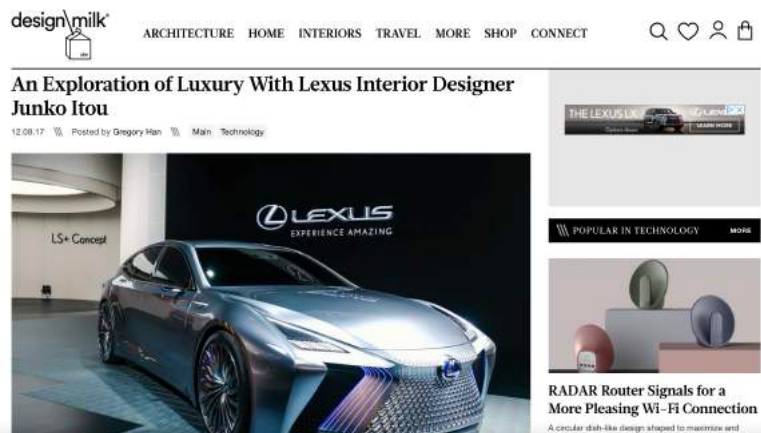 design milk
ARCHITECTURE HOME INTERIORS TRAVEL MORE SHOP CONNECT
An Exploration of Luxury With Lexus Interior Designer
Junko Itou
12.08.17 \\\ Posted by Gregory Han \\\ Main Technology
LS+ Concept
LEXUS
EXPERIENCE AMAZING
THE LEXUS LX
LEXUS
LEARN MORE
\\\ POPULAR IN TECHNOLOGY MORE
RADAR Router Signals for a
More Pleasing Wi-Fi Connection
A circular dish-like design shaped to maximize and